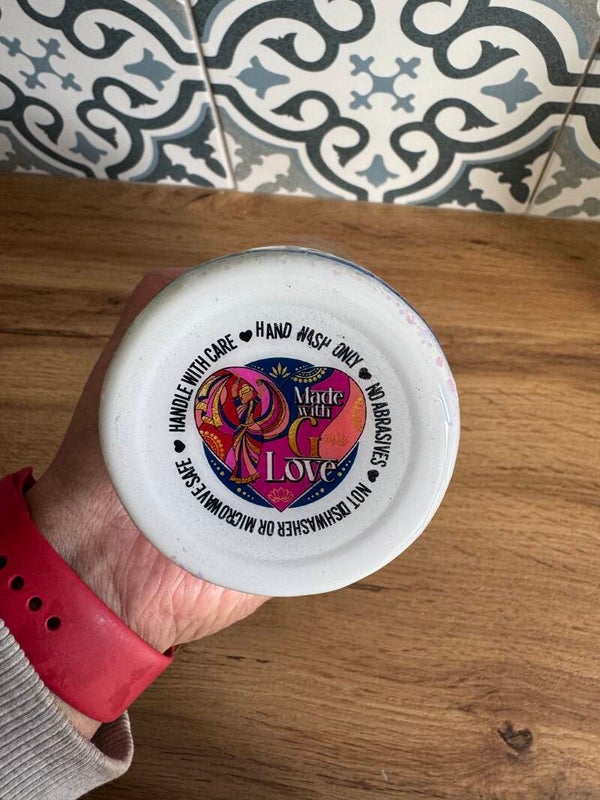 HANDLE WITH CARE ♥ HAND WASH ONLY ♥ NO ABRASIVES ♥ NOT DISHWASHER OR MICROWAVE SAFE ♥
Made
with
G
Love